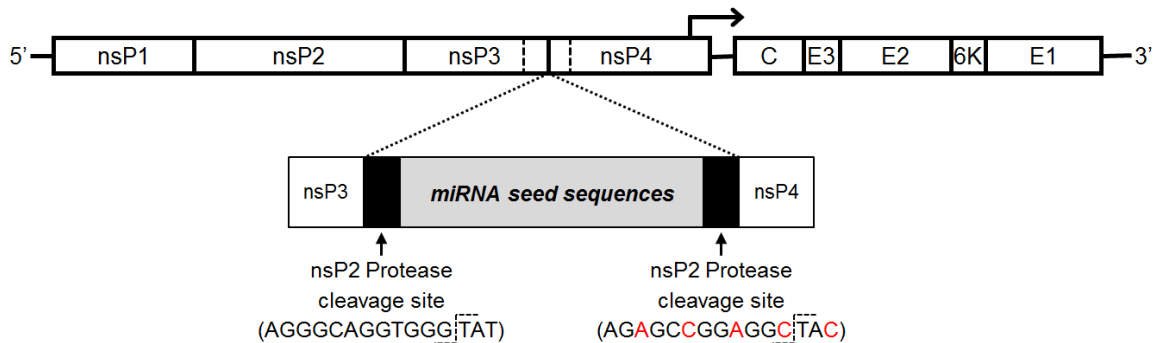 5’ nsP1 nsP2 nsP3 nsP4 C E3 E2 6K E1 3’
nsP3 miRNA seed sequences nsP4
nsP2 Protease nsP2 Protease
cleavage site cleavage site
(AGGGCAGGTGGGTAT) (AGAGCCGGAGGCTAC)